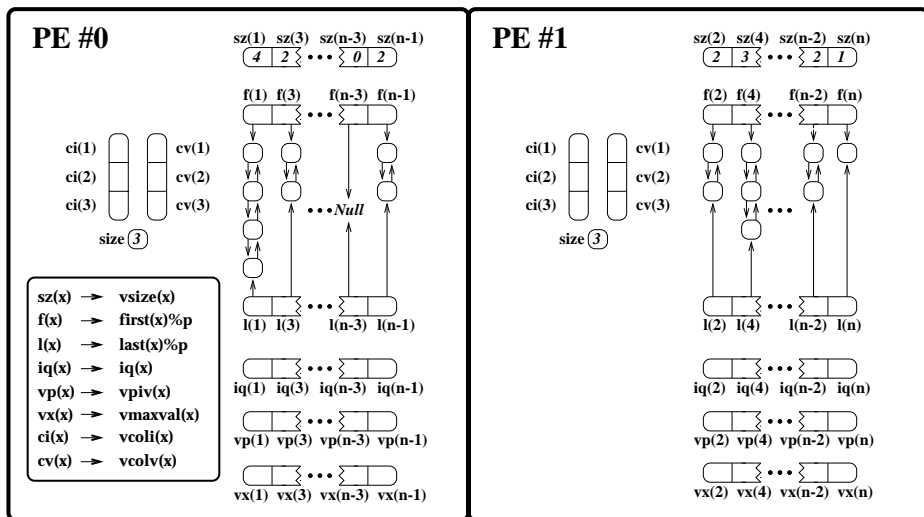 PE #0
sz(1) sz(3) sz(n-3) sz(n-1)
4 2 ••• 0 2
f(1) f(3) f(n-3) f(n-1)
•••
ci(1) cv(1)
ci(2) cv(2)
ci(3) cv(3)
size 3
••• Null
•••
l(1) l(3) l(n-3) l(n-1)
sz(x) → vsize(x)
f(x) → first(x)%p
l(x) → last(x)%p
iq(x) → iq(x)
vp(x) → vpiv(x)
vx(x) → vmaxval(x)
ci(x) → vcoli(x)
cv(x) → vcolv(x)
•••
iq(1) iq(3) iq(n-3) iq(n-1)
•••
vp(1) vp(3) vp(n-3) vp(n-1)
•••
vx(1) vx(3) vx(n-3) vx(n-1)
PE #1
sz(2) sz(4) sz(n-2) sz(n)
2 3 ••• 2 1
f(2) f(4) f(n-2) f(n)
•••
ci(1) cv(1)
ci(2) cv(2)
ci(3) cv(3)
size 3
•••
•••
l(2) l(4) l(n-2) l(n)
•••
iq(2) iq(4) iq(n-2) iq(n)
•••
vp(2) vp(4) vp(n-2) vp(n)
•••
vx(2) vx(4) vx(n-2) vx(n)